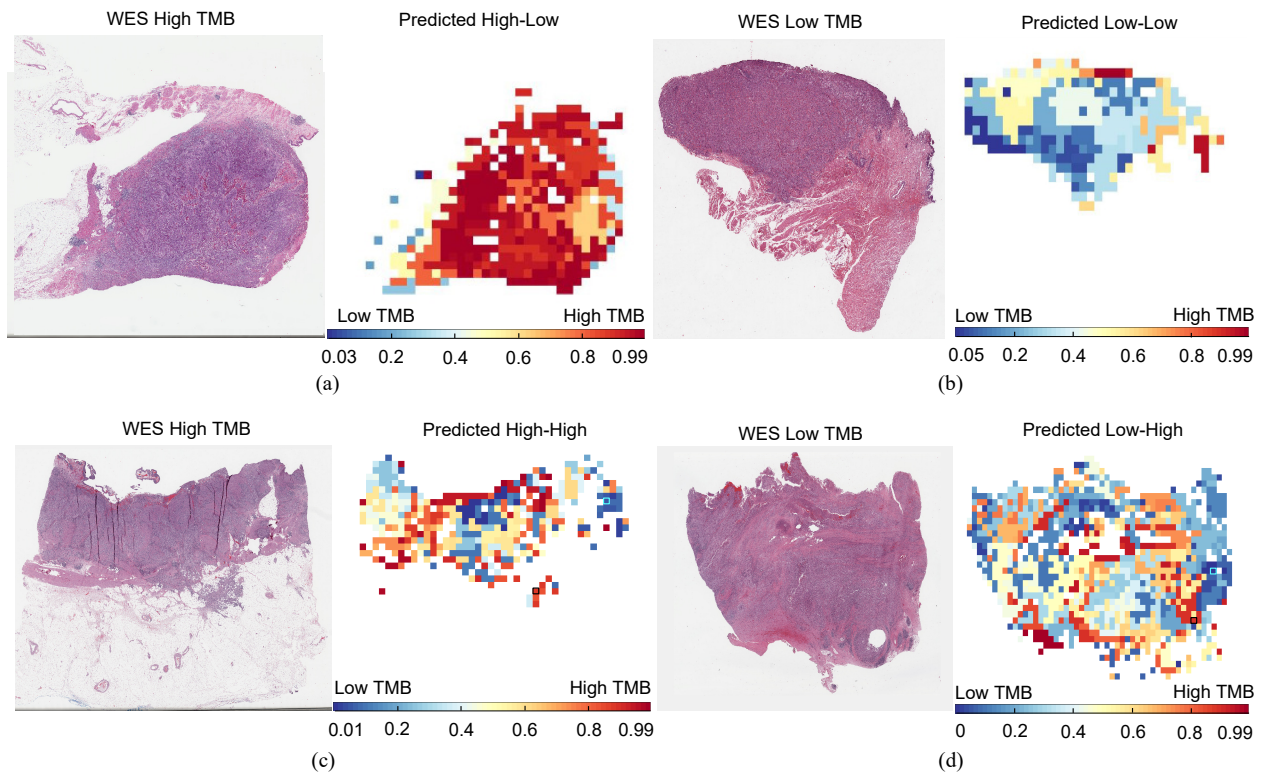 WES High TMB
Predicted High-Low
WES Low TMB
Predicted Low-Low
Low TMB
High TMB
0.03 0.2 0.4 0.6 0.8 0.99
Low TMB
High TMB
0.05 0.2 0.4 0.6 0.8 0.99
(a)
(b)
WES High TMB
Predicted High-High
WES Low TMB
Predicted Low-High
Low TMB
High TMB
0.01 0.2 0.4 0.6 0.8 0.99
Low TMB
High TMB
0 0.2 0.4 0.6 0.8 0.99
(c)
(d)